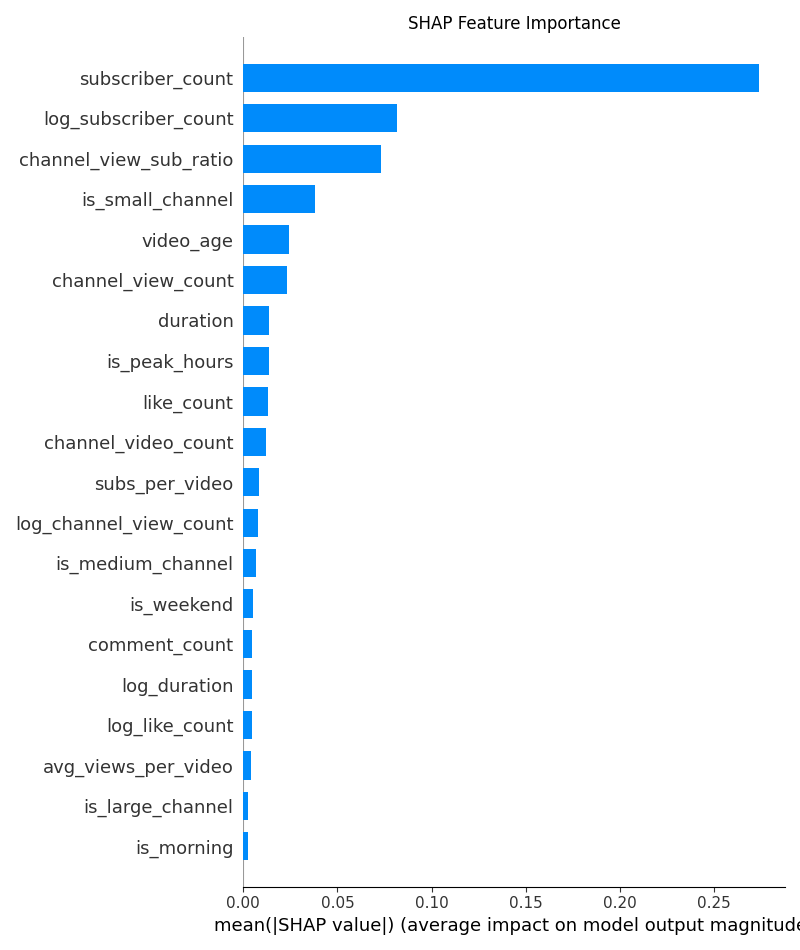 SHAP Feature Importance
subscriber_count
log_subscriber_count
channel_view_sub_ratio
is_small_channel
video_age
channel_view_count
duration
is_peak_hours
like_count
channel_video_count
subs_per_video
log_channel_view_count
is_medium_channel
is_weekend
comment_count
log_duration
log_like_count
avg_views_per_video
is_large_channel
is_morning
0.00 0.05 0.10 0.15 0.20 0.25
mean(|SHAP value|) (average impact on model output magnitude